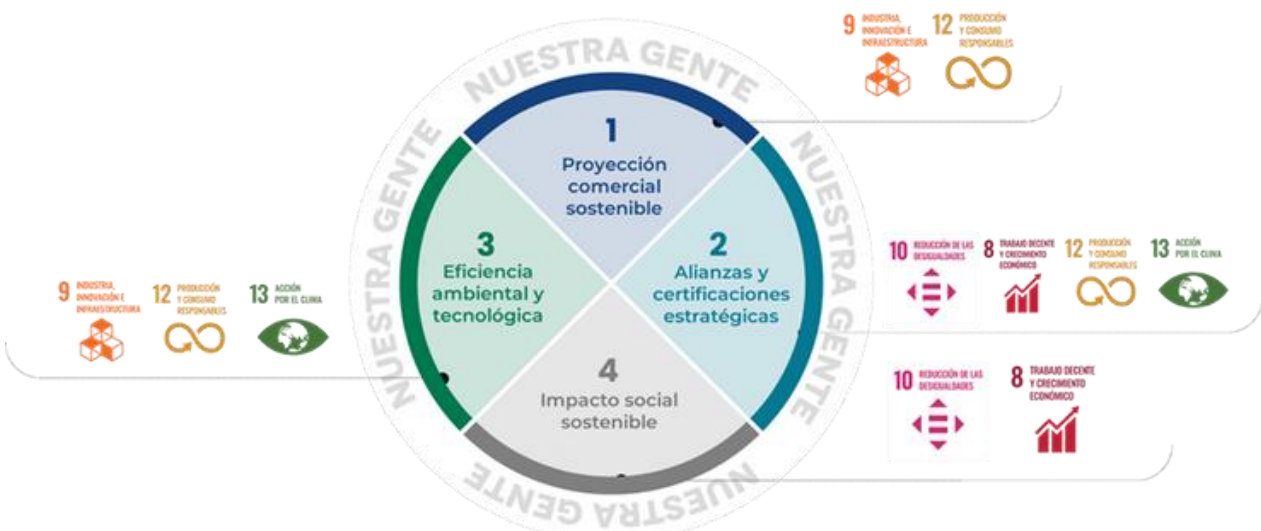 9 INDUSTRIA,
INNOVACIÓN E
INFRAESTRUCTURA
12 PRODUCCIÓN
Y CONSUMO
RESPONSABLES
NUESTRA GENTE
NUESTRA GENTE
NUESTRA GENTE
1
Proyección
comercial
sostenible
3
Eficiencia
ambiental y
tecnológica
2
Alianzas y
certificaciones
estratégicas
4
Impacto social
sostenible
NUESTRA GENTE
10 REDUCCIÓN DE LAS
DESIGUALDADES
8 TRABAJO DECENTE
Y CRECIMIENTO
ECONÓMICO
12 PRODUCCIÓN
Y CONSUMO
RESPONSABLES
13 ACCIÓN
POR EL CLIMA
9 INDUSTRIA,
INNOVACIÓN E
INFRAESTRUCTURA
12 PRODUCCIÓN
Y CONSUMO
RESPONSABLES
13 ACCIÓN
POR EL CLIMA
10 REDUCCIÓN DE LAS
DESIGUALDADES
8 TRABAJO DECENTE
Y CRECIMIENTO
ECONÓMICO